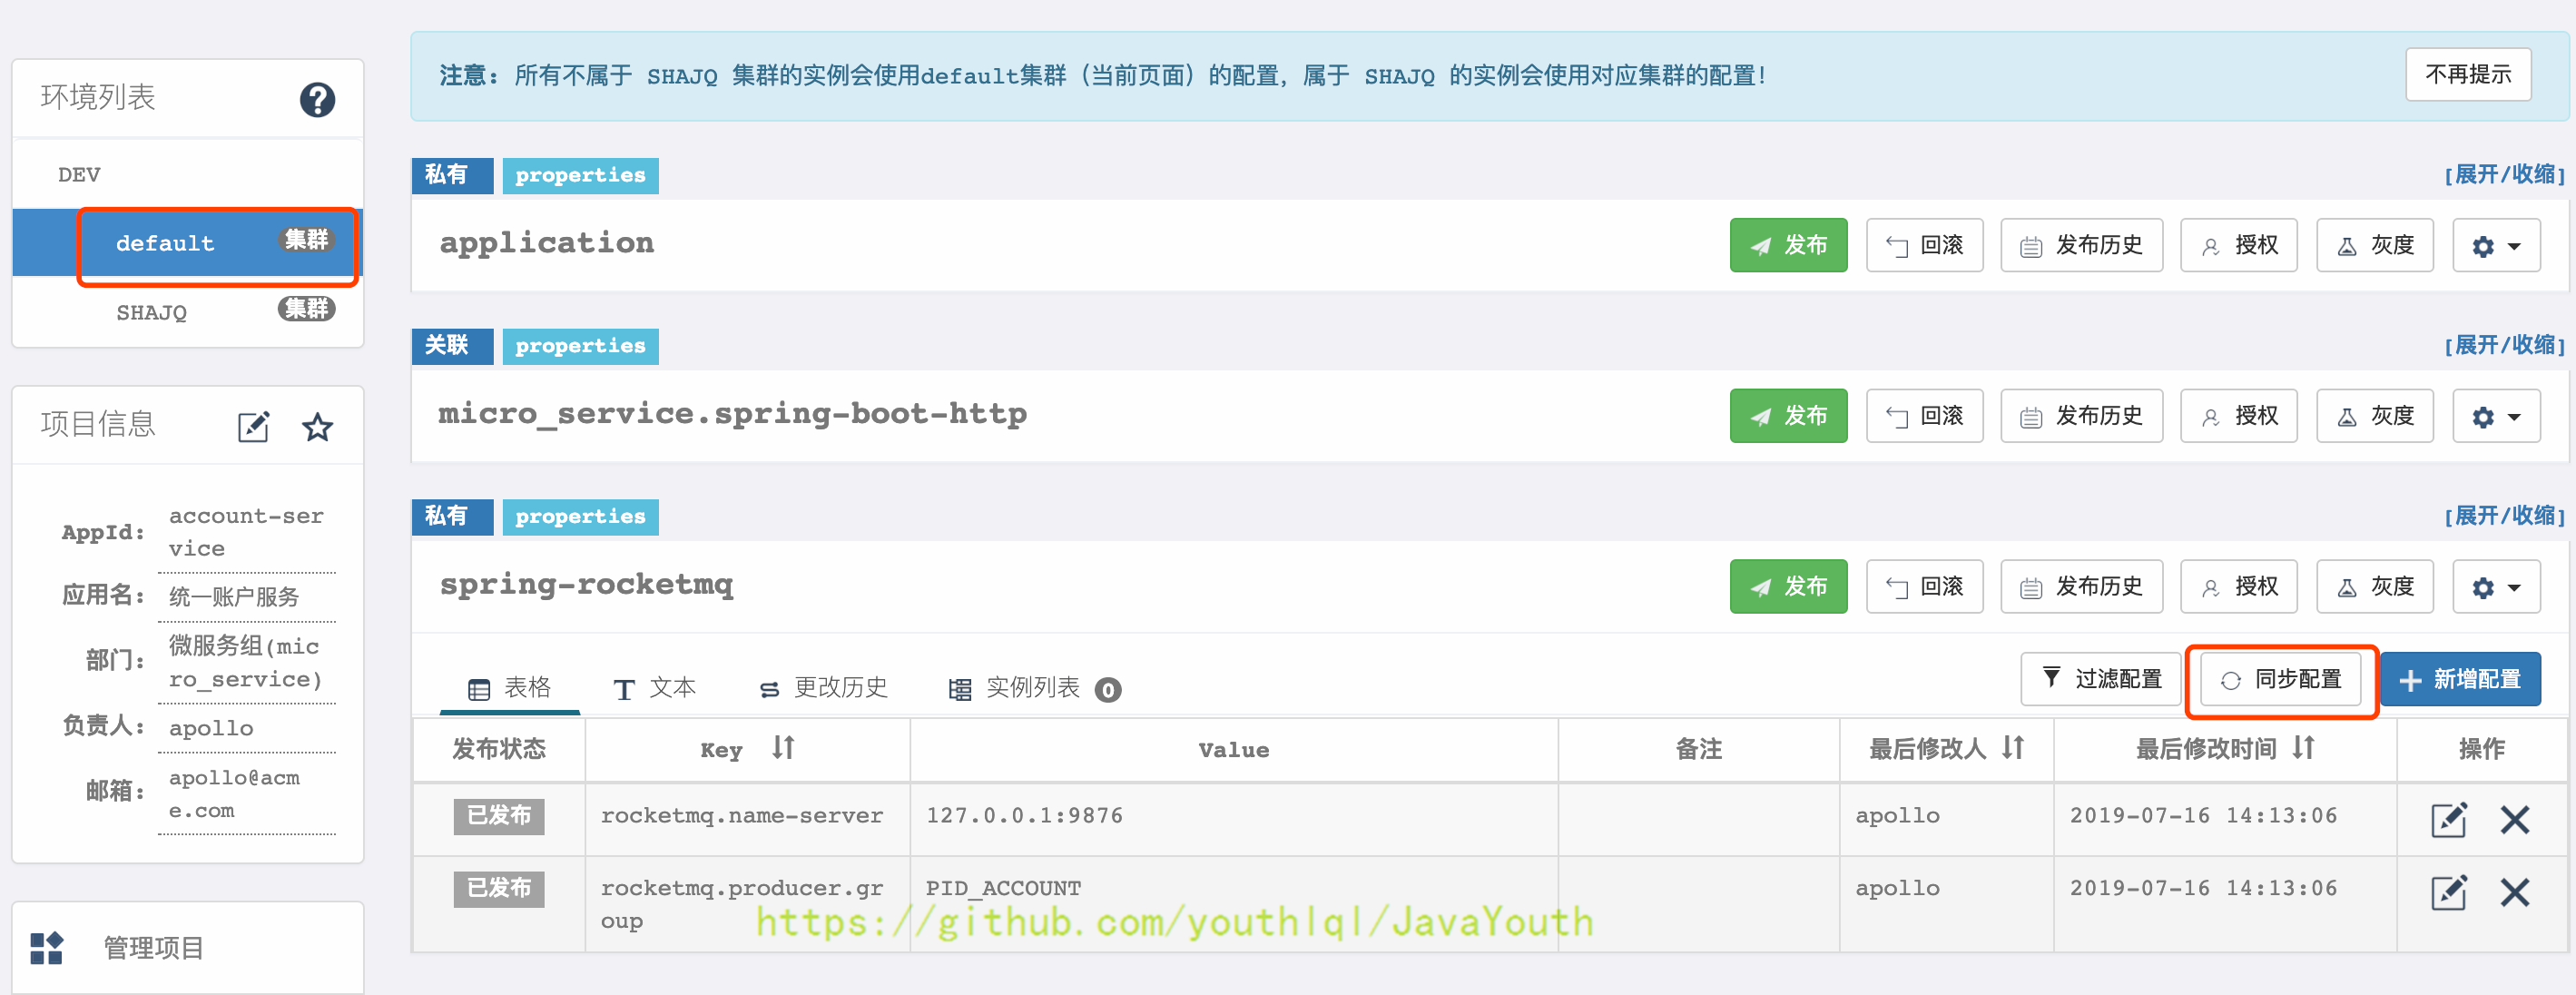 注意：所有不属于 SHAJQ 集群的实例会使用default集群（当前页面）的配置，属于 SHAJQ 的实例会使用对应集群的配置！
不再提示
环境列表
DEV
default 集群
SHAJQ 集群
项目信息
AppId: account-ser
vice
应用名: 统一账户服务
部门: 微服务组(mic
ro_service)
负责人: apollo
邮箱: apollo@acm
e.com
管理项目
私有 properties [展开/收缩]
application 发布 回滚 发布历史 授权 灰度
关联 properties [展开/收缩]
micro_service.spring-boot-http 发布 回滚 发布历史 授权 灰度
私有 properties [展开/收缩]
spring-rocketmq 发布 回滚 发布历史 授权 灰度
表格 文本 更改历史 实例列表 0 过滤配置 同步配置 新增配置
发布状态 Key Value 备注 最后修改人 最后修改时间 操作
已发布 rocketmq.name-server 127.0.0.1:9876 apollo 2019-07-16 14:13:06
已发布 rocketmq.producer.gr
oup PID_ACCOUNT apollo 2019-07-16 14:13:06
https://github.com/youthlql/JavaYouth